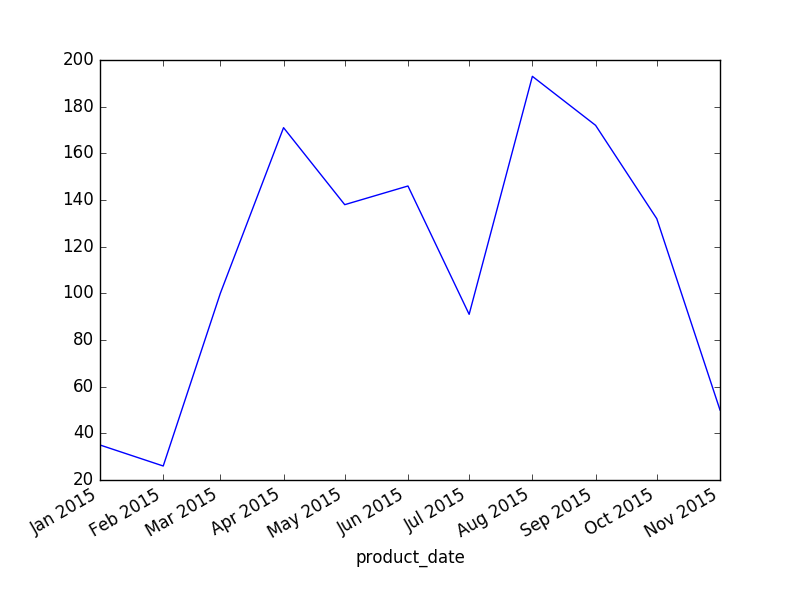 200
180
160
140
120
100
80
60
40
20
Jan 2015
Feb 2015
Mar 2015
Apr 2015
May 2015
Jun 2015
Jul 2015
Aug 2015
Sep 2015
Oct 2015
Nov 2015
product_date